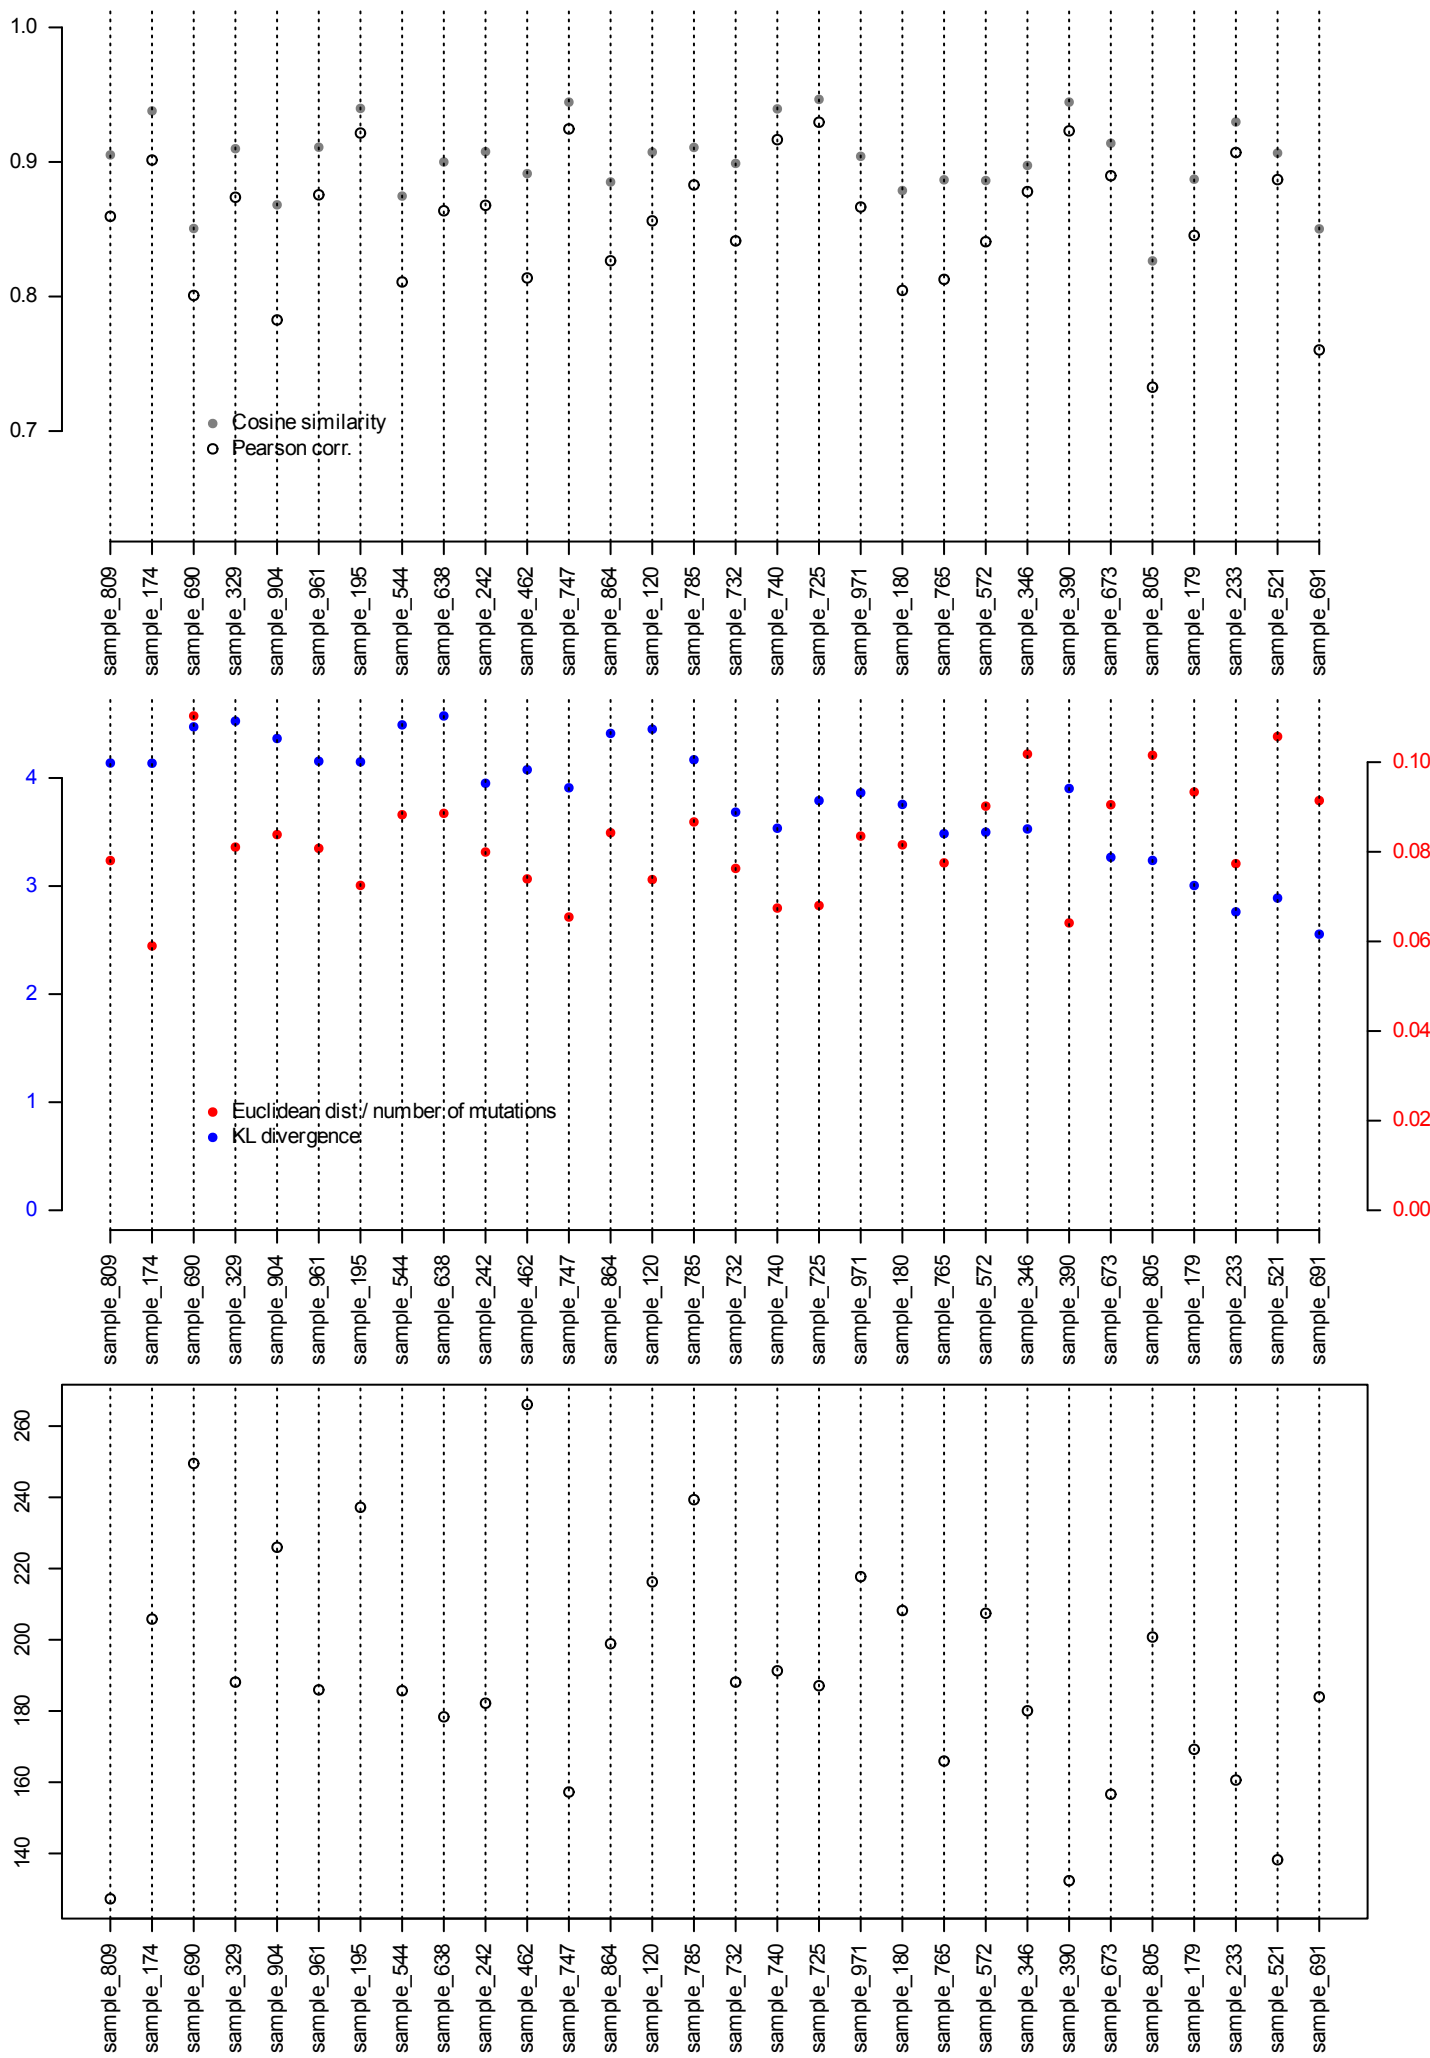 1.0
0.9
0.8
0.7
Cosine similarity
Pearson corr.
sample_809
sample_174
sample_690
sample_329
sample_904
sample_961
sample_195
sample_544
sample_638
sample_242
sample_462
sample_747
sample_864
sample_120
sample_785
sample_732
sample_740
sample_725
sample_971
sample_180
sample_765
sample_572
sample_346
sample_390
sample_673
sample_805
sample_179
sample_233
sample_521
sample_691
4
3
2
1
0
0.10
0.08
0.06
0.04
0.02
0.00
Euclidean dist./ number of mutations
KL divergence
sample_809
sample_174
sample_690
sample_329
sample_904
sample_961
sample_195
sample_544
sample_638
sample_242
sample_462
sample_747
sample_864
sample_120
sample_785
sample_732
sample_740
sample_725
sample_971
sample_180
sample_765
sample_572
sample_346
sample_390
sample_673
sample_805
sample_179
sample_233
sample_521
sample_691
260
240
220
200
180
160
140
sample_809
sample_174
sample_690
sample_329
sample_904
sample_961
sample_195
sample_544
sample_638
sample_242
sample_462
sample_747
sample_864
sample_120
sample_785
sample_732
sample_740
sample_725
sample_971
sample_180
sample_765
sample_572
sample_346
sample_390
sample_673
sample_805
sample_179
sample_233
sample_521
sample_691